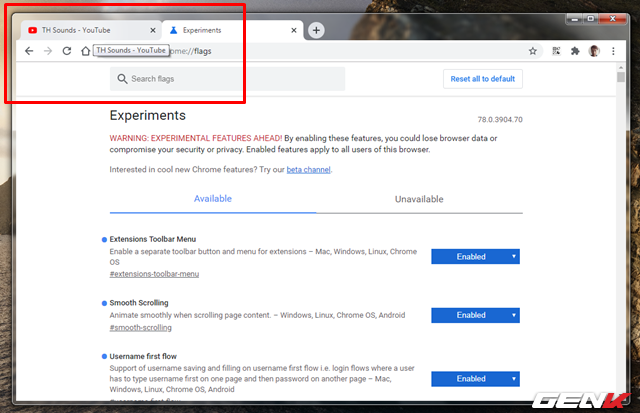 TH Sounds - YouTube
Experiments
TH Sounds - YouTube
ome://flags
Search flags
Reset all to default
Experiments
78.0.3904.70
WARNING: EXPERIMENTAL FEATURES AHEAD! By enabling these features, you could lose browser data or
compromise your security or privacy. Enabled features apply to all users of this browser.
Interested in cool new Chrome features? Try our beta channel.
Available
Unavailable
Extensions Toolbar Menu
Enable a separate toolbar button and menu for extensions – Mac, Windows, Linux, Chrome
OS
#extensions-toolbar-menu
Enabled
Smooth Scrolling
Animate smoothly when scrolling page content. – Windows, Linux, Chrome OS, Android
#smooth-scrolling
Enabled
Username first flow
Support of username saving and filling on username first flow i.e. login flows where a user
has to type username first on one page and then password on another page – Mac,
Windows, Linux, Chrome OS, Android
Enabled
GENK